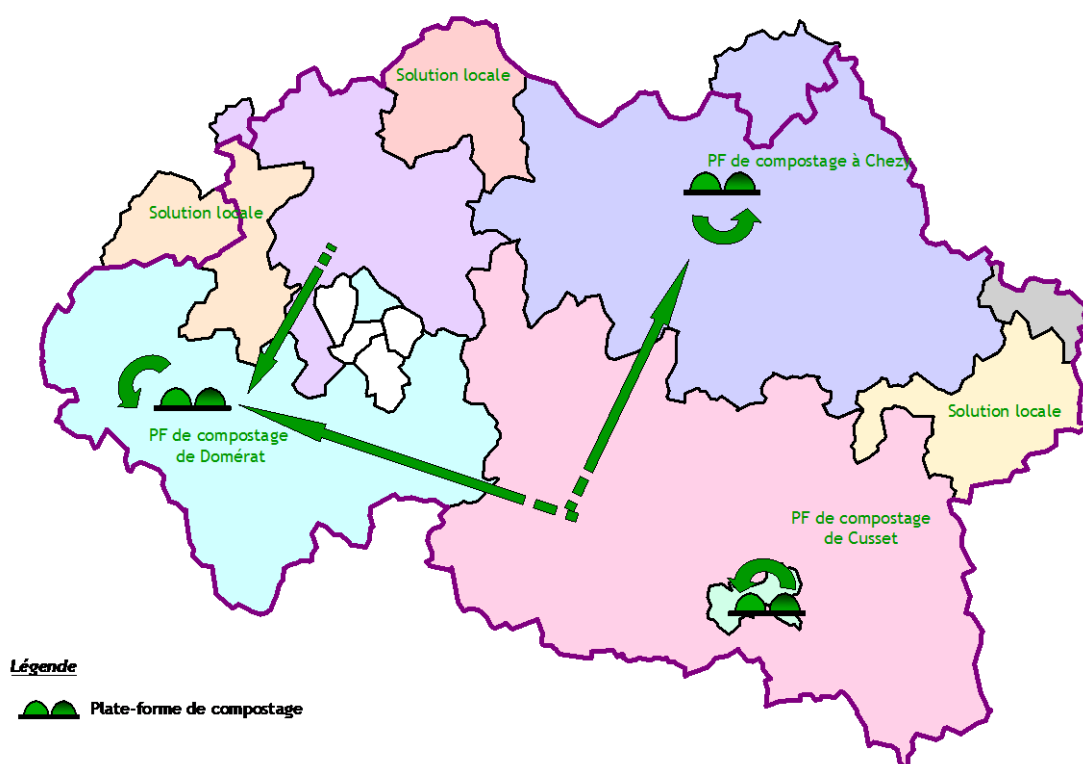 Solution locale
PF de compostage à Chezy
Solution locale
Solution locale
PF de compostage
de Domérat
PF de compostage
de Cusset
Légende
Plate-forme de compostage